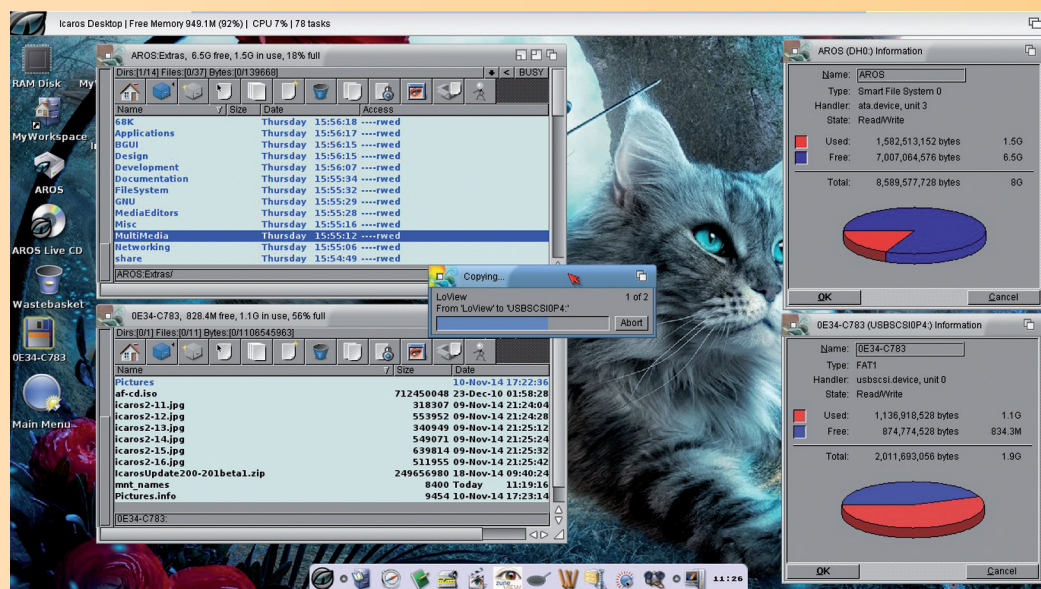 Icaros Desktop | Free Memory 949.1M (92%) | CPU 7% | 78 tasks
RAM Disk
My
MyWorkspace
AROS
AROS Live CD
Wastebasket
0E34-C783
Main Menu
AROS:Extras, 6.5G free, 1.5G in use, 18% full
Dirs:[1/14] Files:[0/37] Bytes:[0/139668]
< BUSY
Name / Size Date Access
68K Thursday 15:56:18 ----rwed
Applications Thursday 15:56:17 ----rwed
BGUI Thursday 15:56:15 ----rwed
Design Thursday 15:56:15 ----rwed
Development Thursday 15:56:07 ----rwed
Documentation Thursday 15:55:34 ----rwed
FileSystem Thursday 15:55:32 ----rwed
GNU Thursday 15:55:29 ----rwed
MediaEditors Thursday 15:55:28 ----rwed
Misc Thursday 15:55:16 ----rwed
MultiMedia Thursday 15:55:12 ----rwed
Networking Thursday 15:55:06 ----rwed
share Thursday 15:54:49 ----rwed
AROS:Extras/
Copying...
LoView 1 of 2
From 'LoView' to 'USBSCSI0P4:'
Abort
0E34-C783, 828.4M free, 1.1G in use, 56% full
Dirs:[0/1] Files:[0/11] Bytes:[0/1106545963]
Name / Size Date
Pictures 10-Nov-14 17:22:36
af-cd.iso 712450048 23-Dec-10 01:58:28
icaros2-11.jpg 318307 09-Nov-14 21:24:04
icaros2-12.jpg 553952 09-Nov-14 21:24:28
icaros2-13.jpg 340949 09-Nov-14 21:25:12
icaros2-14.jpg 549071 09-Nov-14 21:25:24
icaros2-15.jpg 639814 09-Nov-14 21:25:32
icaros2-16.jpg 511955 09-Nov-14 21:25:42
IcarosUpdate200-201beta1.zip 249656980 18-Nov-14 09:40:24
mnt_names 8400 Today 11:19:16
Pictures.info 9454 10-Nov-14 17:23:14
0E34-C783:
AROS (DH0:) Information
Name: AROS
Type: Smart File System 0
Handler: ata.device, unit 3
State: Read/Write
Used: 1,582,513,152 bytes 1.5G
Free: 7,007,064,576 bytes 6.5G
Total: 8,589,577,728 bytes 8G
OK Cancel
0E34-C783 (USBSCSI0P4:) Information
Name: 0E34-C783
Type: FAT1
Handler: usbscsi.device, unit 0
State: Read/Write
Used: 1,136,918,528 bytes 1.1G
Free: 874,774,528 bytes 834.3M
Total: 2,011,693,056 bytes 1.9G
OK Cancel
zune
VIEW
11:26